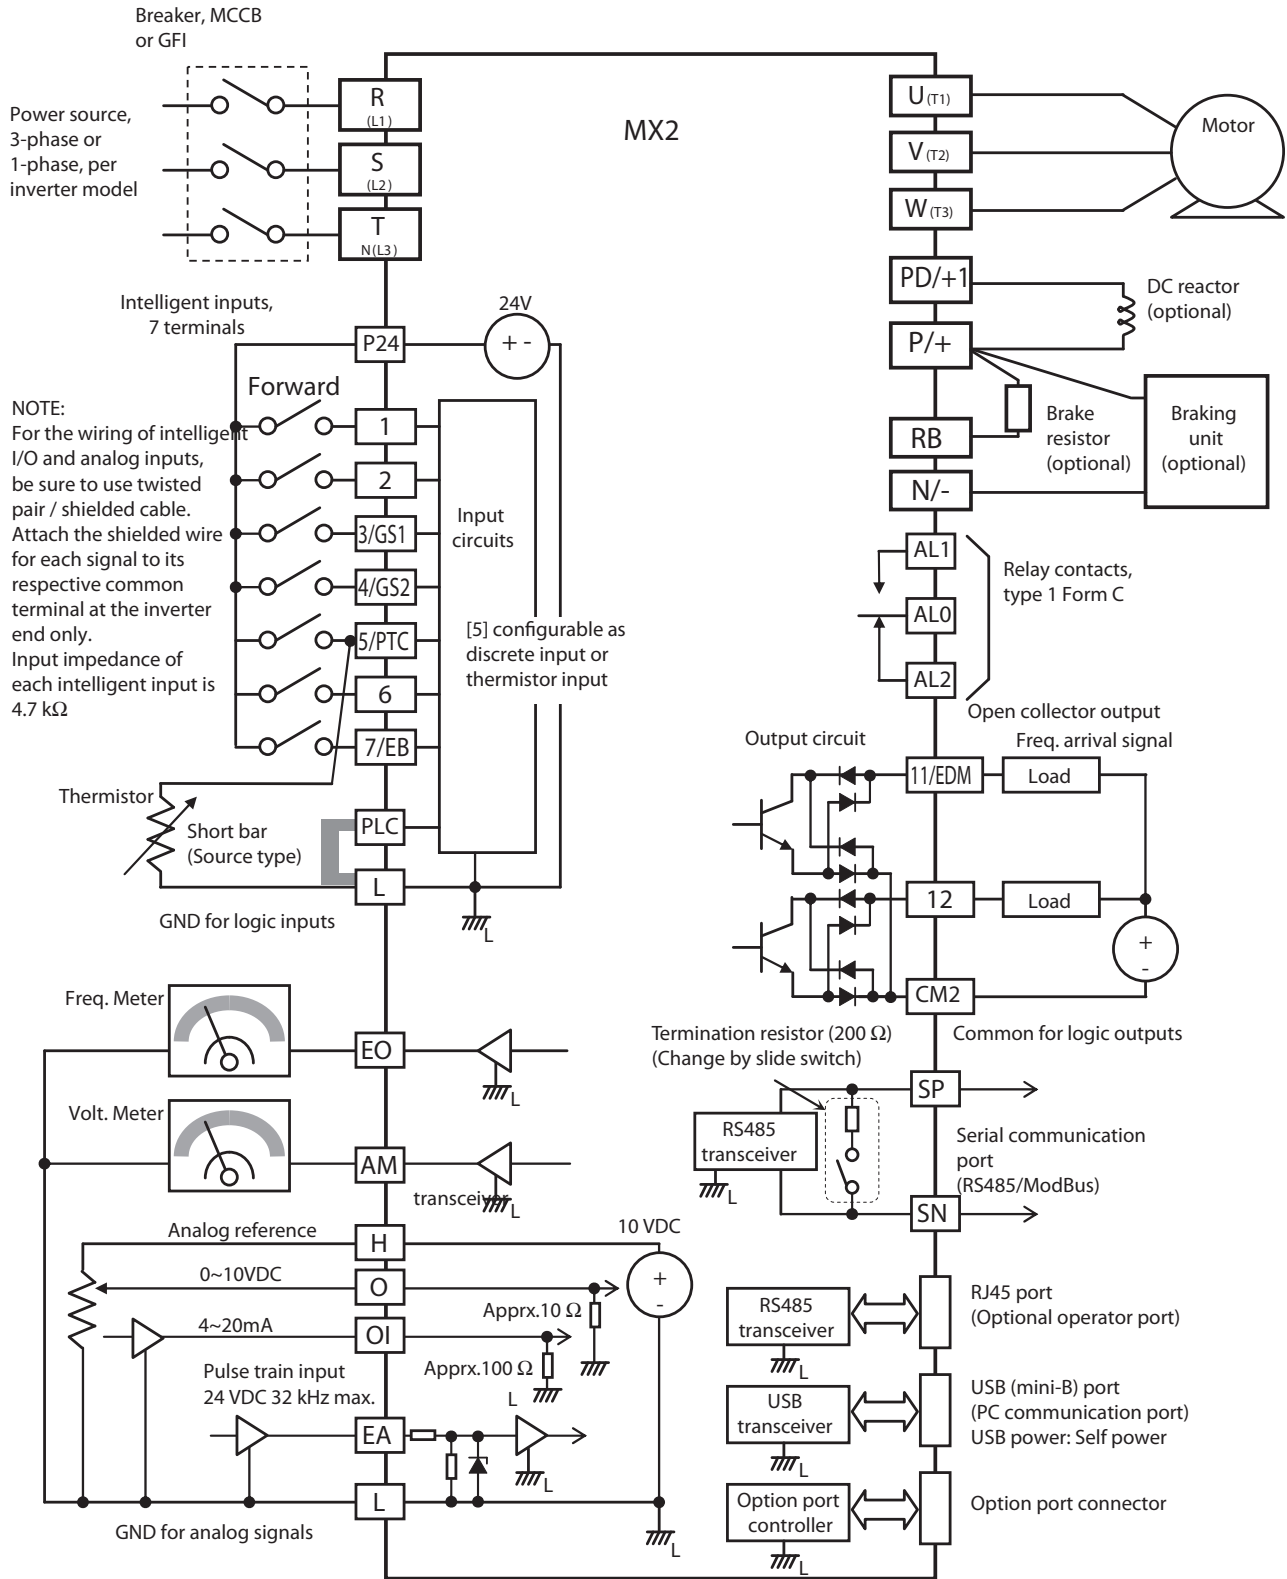 Breaker, MCCB
or GFI
Power source,
3-phase or
1-phase, per
inverter model
R
(L1)
S
(L2)
T
N(L3)
MX2
U (T1)
V (T2)
W (T3)
Motor
PD/+1
P/+
RB
N/-
DC reactor
(optional)
Brake
resistor
(optional)
Braking
unit
(optional)
Intelligent inputs,
7 terminals
24V
P24
+ -
Forward
NOTE:
For the wiring of intelligent
I/O and analog inputs,
be sure to use twisted
pair / shielded cable.
Attach the shielded wire
for each signal to its
respective common
terminal at the inverter
end only.
Input impedance of
each intelligent input is
4.7 kΩ
1
2
3/GS1
4/GS2
5/PTC
6
7/EB
Input
circuits
[5] configurable as
discrete input or
thermistor input
Thermistor
Short bar
(Source type)
PLC
L
L
GND for logic inputs
AL1
AL0
AL2
Relay contacts,
type 1 Form C
Open collector output
Output circuit
Freq. arrival signal
11/EDM
Load
12
Load
+
-
CM2
Common for logic outputs
Freq. Meter
EO
L
Volt. Meter
AM
transceiver
L
Termination resistor (200 Ω)
(Change by slide switch)
SP
RS485
transceiver
L
Serial communication
port
(RS485/ModBus)
SN
Analog reference
H
10 VDC
+
-
0~10VDC
O
Apprx.10 Ω
4~20mA
OI
Apprx.100 Ω
L
Pulse train input
24 VDC 32 kHz max.
EA
L
L
L
GND for analog signals
RS485
transceiver
L
RJ45 port
(Optional operator port)
USB
transceiver
L
USB (mini-B) port
(PC communication port)
USB power: Self power
Option port
controller
L
Option port connector